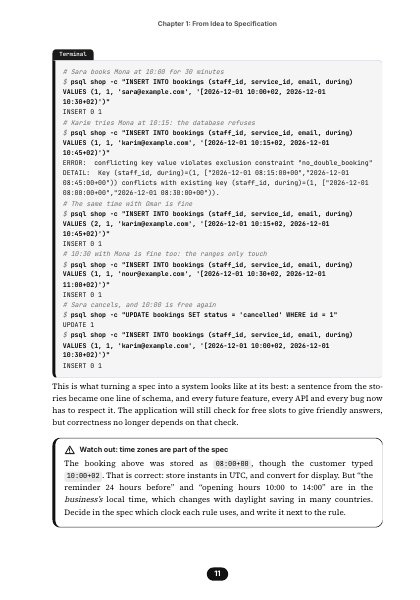 Chapter 1: From Idea to Specification
Terminal
# Sara books Mona at 10:00 for 30 minutes
$ psql shop -c "INSERT INTO bookings (staff_id, service_id, email, during)
VALUES (1, 1, 'sara@example.com', '[2026-12-01 10:00+02, 2026-12-01
10:30+02)')"
INSERT 0 1
# Karim tries Mona at 10:15: the database refuses
$ psql shop -c "INSERT INTO bookings (staff_id, service_id, email, during)
VALUES (1, 1, 'karim@example.com', '[2026-12-01 10:15+02, 2026-12-01
10:45+02)')"
ERROR:  conflicting key value violates exclusion constraint "no_double_booking"
DETAIL:  Key (staff_id, during)=(1, ["2026-12-01 08:15:00+00","2026-12-01
08:45:00+00")) conflicts with existing key (staff_id, during)=(1, ["2026-12-01
08:00:00+00","2026-12-01 08:30:00+00")).
# The same time with Omar is fine
$ psql shop -c "INSERT INTO bookings (staff_id, service_id, email, during)
VALUES (2, 1, 'karim@example.com', '[2026-12-01 10:15+02, 2026-12-01
10:45+02)')"
INSERT 0 1
# 10:30 with Mona is fine too: the ranges only touch
$ psql shop -c "INSERT INTO bookings (staff_id, service_id, email, during)
VALUES (1, 1, 'nour@example.com', '[2026-12-01 10:30+02, 2026-12-01
11:00+02)')"
INSERT 0 1
# Sara cancels, and 10:00 is free again
$ psql shop -c "UPDATE bookings SET status = 'cancelled' WHERE id = 1"
UPDATE 1
$ psql shop -c "INSERT INTO bookings (staff_id, service_id, email, during)
VALUES (1, 1, 'karim@example.com', '[2026-12-01 10:00+02, 2026-12-01
10:30+02)')"
INSERT 0 1
This is what turning a spec into a system looks like at its best: a sentence from the sto-
ries became one line of schema, and every future feature, every API and every bug now
has to respect it. The application will still check for free slots to give friendly answers,
but correctness no longer depends on that check.
Watch out: time zones are part of the spec
The booking above was stored as 08:00+00, though the customer typed
10:00+02. That is correct: store instants in UTC, and convert for display. But “the
reminder 24 hours before” and “opening hours 10:00 to 14:00” are in the
business’s local time, which changes with daylight saving in many countries.
Decide in the spec which clock each rule uses, and write it next to the rule.
11